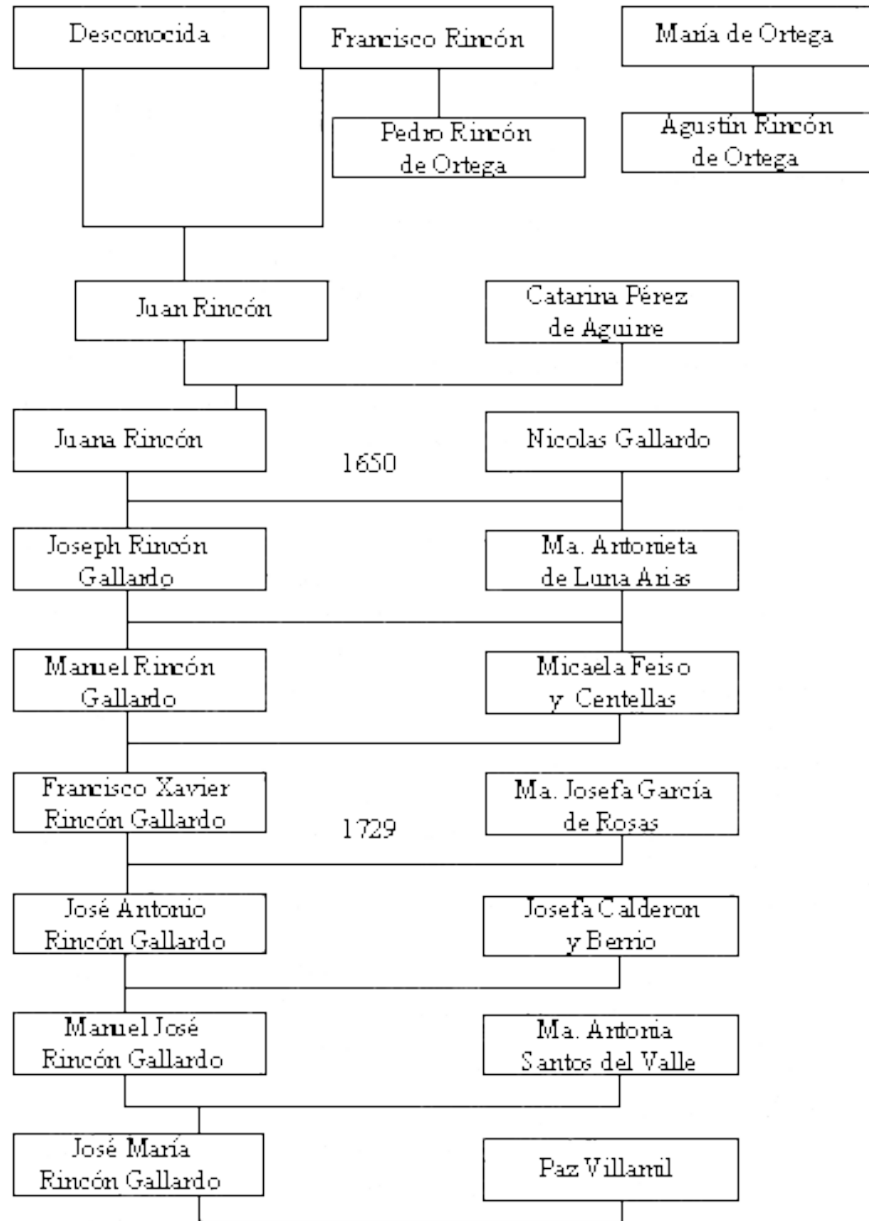 Desconocida
Francisco Rincón
María de Ortega
Pedro Rincón
de Ortega
Agustín Rincón
de Ortega
Juan Rincón
Catarina Pérez
de Aguirre
Juana Rincón
1650
Nicolas Gallardo
Joseph Rincón
Gallardo
Ma. Antonieta
de Luna Arias
Manuel Rincón
Gallardo
Micaela Feiso
y Centellas
Francisco Xavier
Rincón Gallardo
1729
Ma. Josefa García
de Rosas
José Antonio
Rincón Gallardo
Josefa Calderon
y Berrio
Manuel José
Rincón Gallardo
Ma. Antonia
Santos del Valle
José María
Rincón Gallardo
Paz Villamil